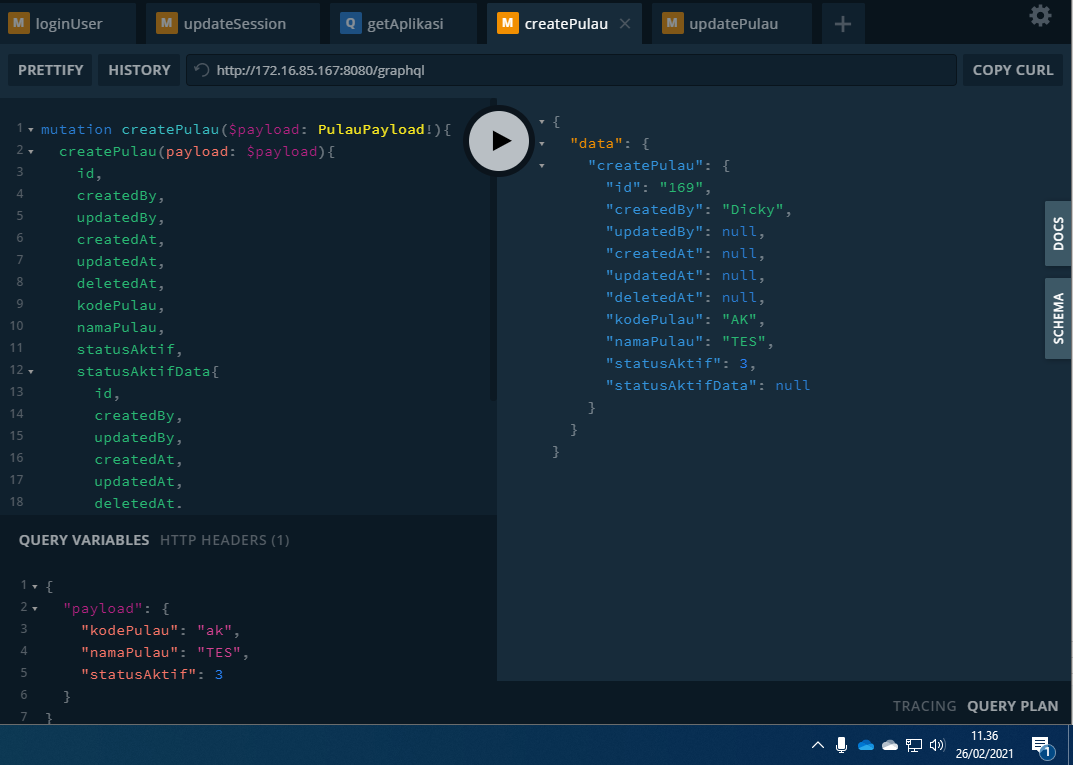 M loginUser
M updateSession
Q getAplikasi
M createPulau
M updatePulau
PRETTIFY
HISTORY
http://172.16.85.167:8080/graphql
COPY CURL
1 mutation createPulau($payload: PulauPayload!){
2 createPulau(payload: $payload){
3 id,
4 createdBy,
5 updatedBy,
6 createdAt,
7 updatedAt,
8 deletedAt,
9 kodePulau,
10 namaPulau,
11 statusAktif,
12 statusAktifData{
13 id,
14 createdBy,
15 updatedBy,
16 createdAt,
17 updatedAt,
18 deletedAt.
{
"data": {
"createPulau": {
"id": "169",
"createdBy": "Dicky",
"updatedBy": null,
"createdAt": null,
"updatedAt": null,
"deletedAt": null,
"kodePulau": "AK",
"namaPulau": "TES",
"statusAktif": 3,
"statusAktifData": null
}
}
}
DOCS
SCHEMA
QUERY VARIABLES
HTTP HEADERS (1)
1 {
2 "payload": {
3 "kodePulau": "ak",
4 "namaPulau": "TES",
5 "statusAktif": 3
6 }
7 }
TRACING
QUERY PLAN
11.36
26/02/2021
1